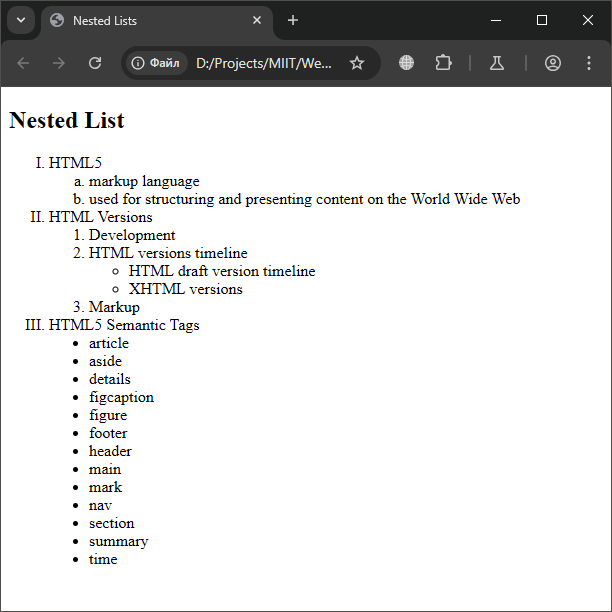 Nested Lists
Файл D:/Projects/MIIT/We...
Nested List
I. HTML5
a. markup language
b. used for structuring and presenting content on the World Wide Web
II. HTML Versions
1. Development
2. HTML versions timeline
HTML draft version timeline
XHTML versions
3. Markup
III. HTML5 Semantic Tags
article
aside
details
figcaption
figure
footer
header
main
mark
nav
section
summary
time